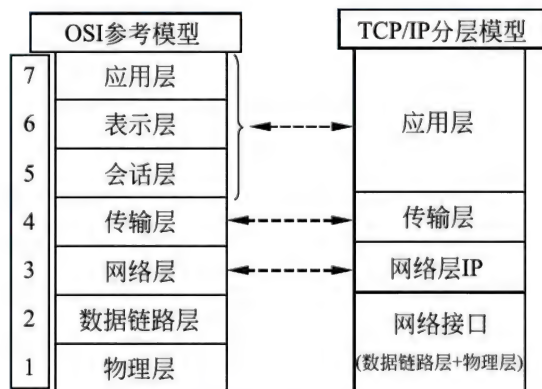 OSI参考模型
TCP/IP分层模型
7 应用层
6 表示层
5 会话层
应用层
4 传输层
传输层
3 网络层
网络层IP
2 数据链路层
网络接口
1 物理层
(数据链路层+物理层)